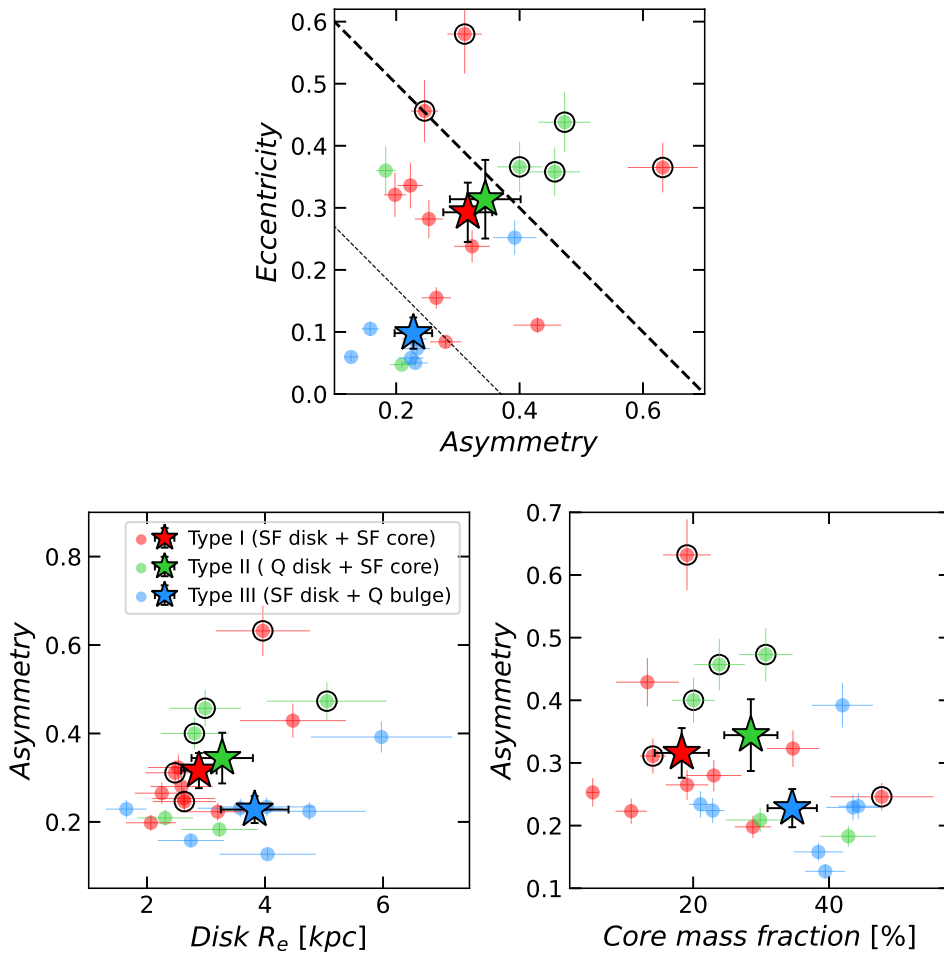 0.6
0.5
0.4
0.3
0.2
0.1
0.0
Eccentricity
0.2 0.4 0.6
Asymmetry
0.8
0.6
0.4
0.2
Asymmetry
Type I (SF disk + SF core)
Type II ( Q disk + SF core)
Type III (SF disk + Q bulge)
2 4 6
Disk Re [kpc]
0.7
0.6
0.5
0.4
0.3
0.2
0.1
Asymmetry
20 40
Core mass fraction [%]